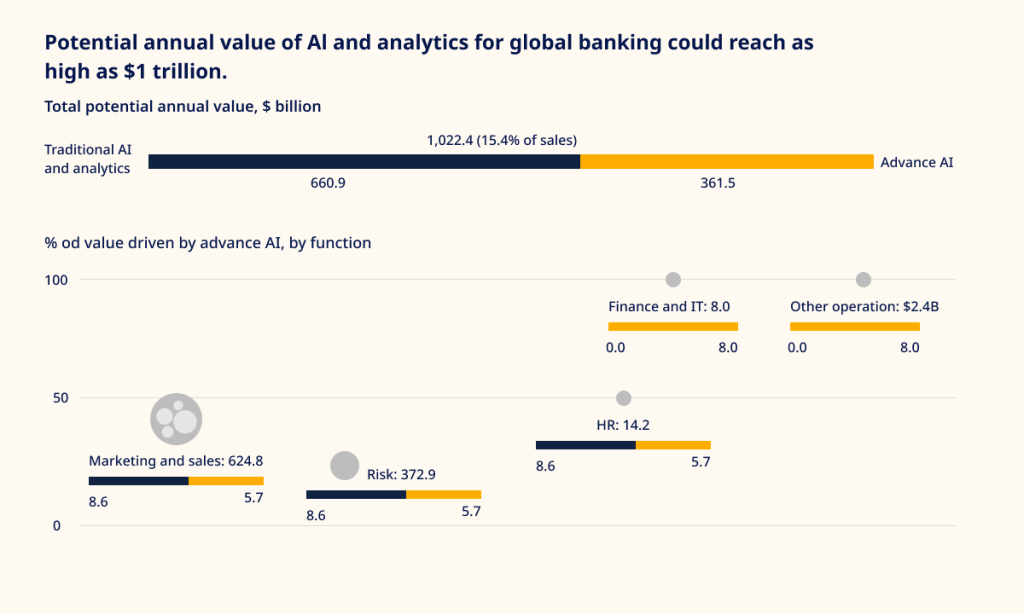 Potential annual value of AI and analytics for global banking could reach as
high as $1 trillion.
Total potential annual value, $ billion
1,022.4 (15.4% of sales)
Traditional AI
and analytics
Advance AI
660.9
361.5
% od value driven by advance AI, by function
100
Finance and IT: 8.0
Other operation: $2.4B
0.0
8.0
0.0
8.0
50
HR: 14.2
8.6
5.7
Marketing and sales: 624.8
8.6
5.7
Risk: 372.9
8.6
5.7
0